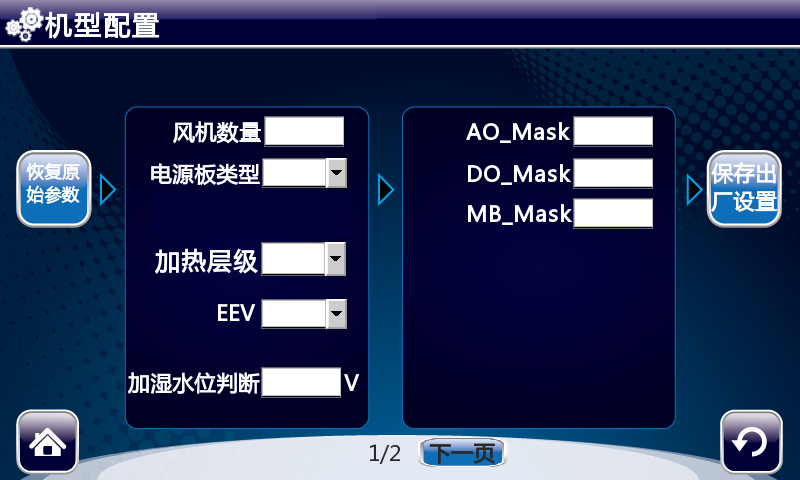 机型配置
恢复原
始参数
风机数量
电源板类型
加热层级
EEV
加湿水位判断 V
AO_Mask
DO_Mask
MB_Mask
保存出
厂设置
1/2 下一页